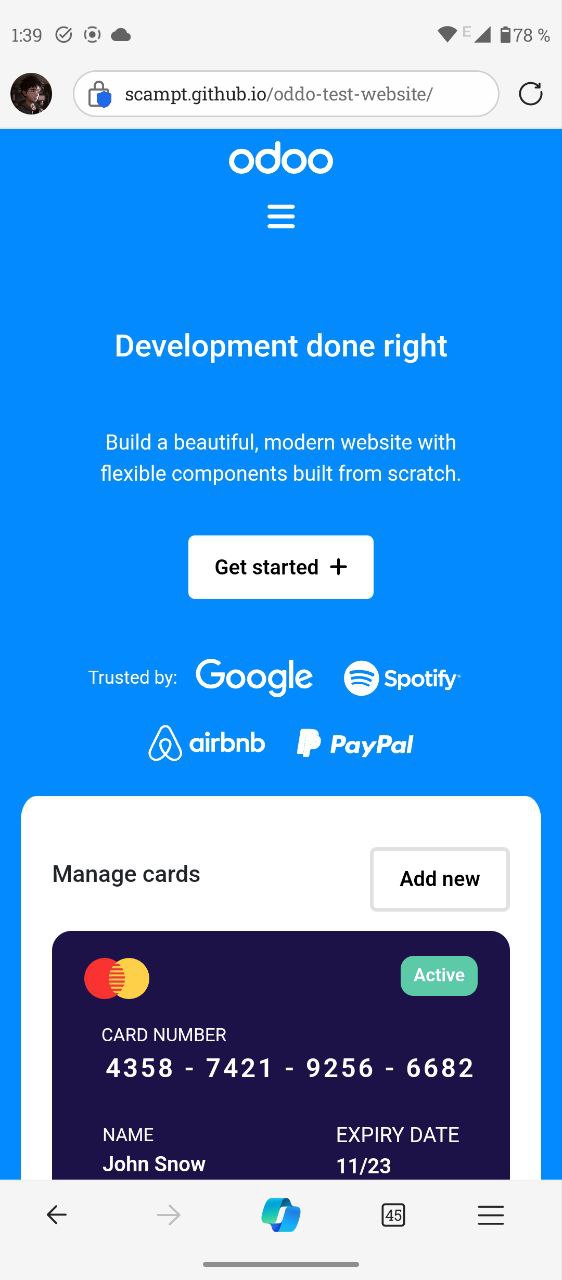 1:39 E 78 %
scampt.github.io/oddo-test-website/
odoo
Development done right
Build a beautiful, modern website with
flexible components built from scratch.
Get started +
Trusted by: Google Spotify
airbnb PayPal
Manage cards Add new
Active
CARD NUMBER
4358 - 7421 - 9256 - 6682
NAME EXPIRY DATE
John Snow 11/23
45